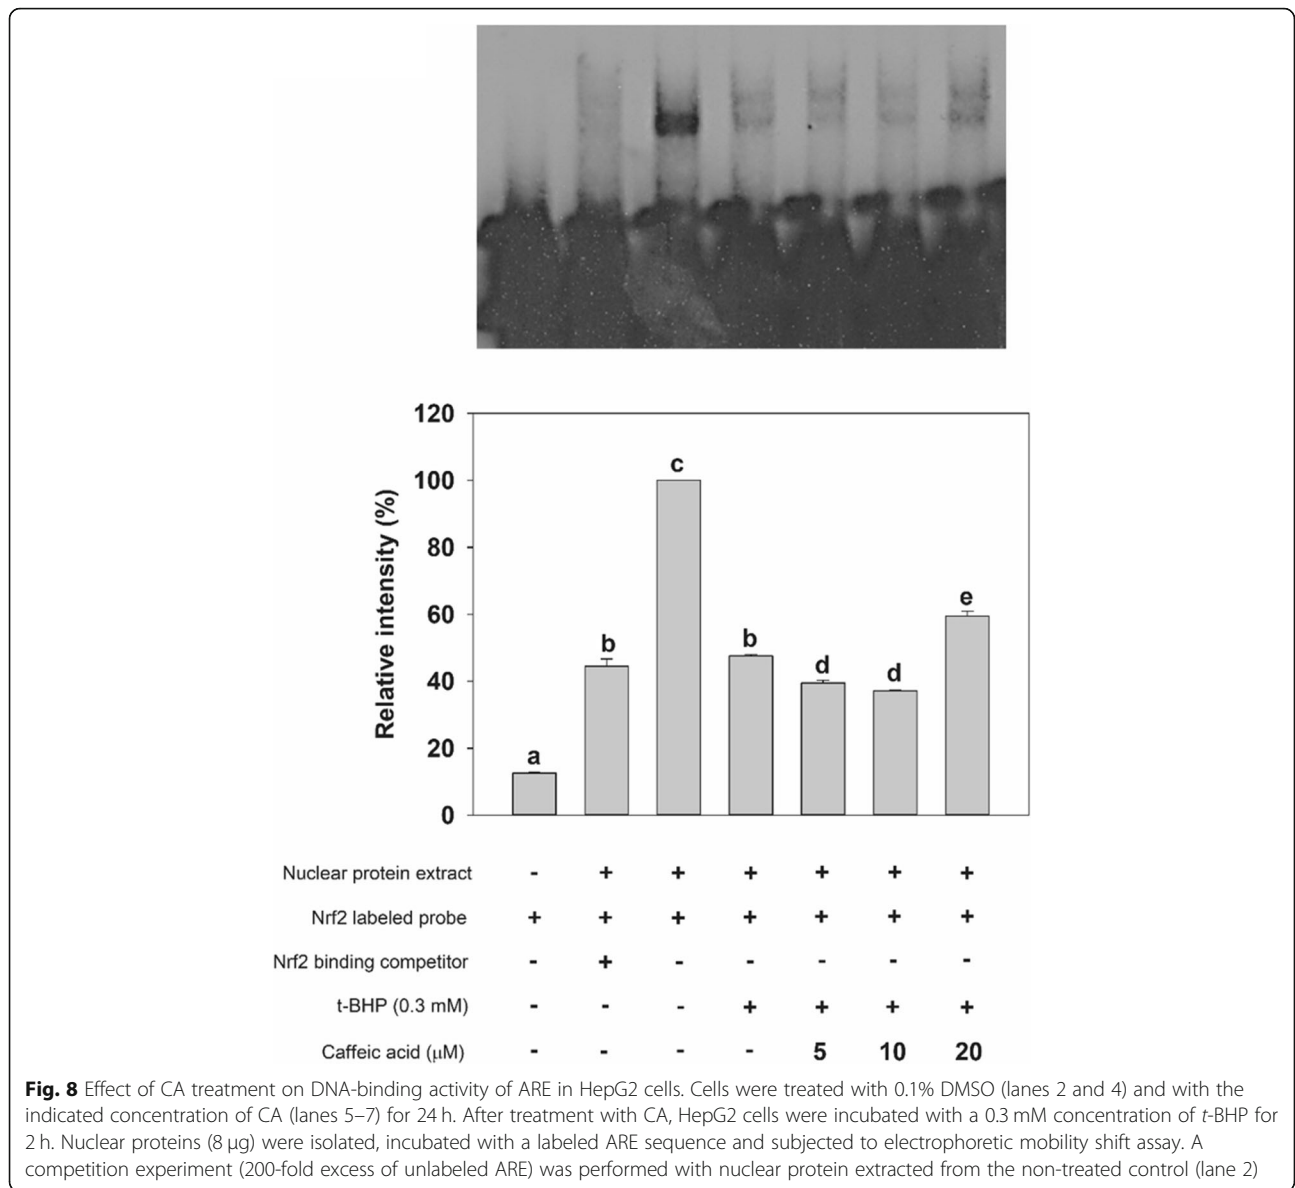 120
c
100
80
e
60
b
b
d
d
40
20
a
0
Relative intensity (%)
Nuclear protein extract - + + + + + +
Nrf2 labeled probe + + + + + + +
Nrf2 binding competitor - + - - - - -
t-BHP (0.3 mM) - - - + + + +
Caffeic acid (μM) - - - - 5 10 20
Fig. 8 Effect of CA treatment on DNA-binding activity of ARE in HepG2 cells. Cells were treated with 0.1% DMSO (lanes 2 and 4) and with the
indicated concentration of CA (lanes 5–7) for 24 h. After treatment with CA, HepG2 cells were incubated with a 0.3 mM concentration of t-BHP for
2 h. Nuclear proteins (8 μg) were isolated, incubated with a labeled ARE sequence and subjected to electrophoretic mobility shift assay. A
competition experiment (200-fold excess of unlabeled ARE) was performed with nuclear protein extracted from the non-treated control (lane 2)